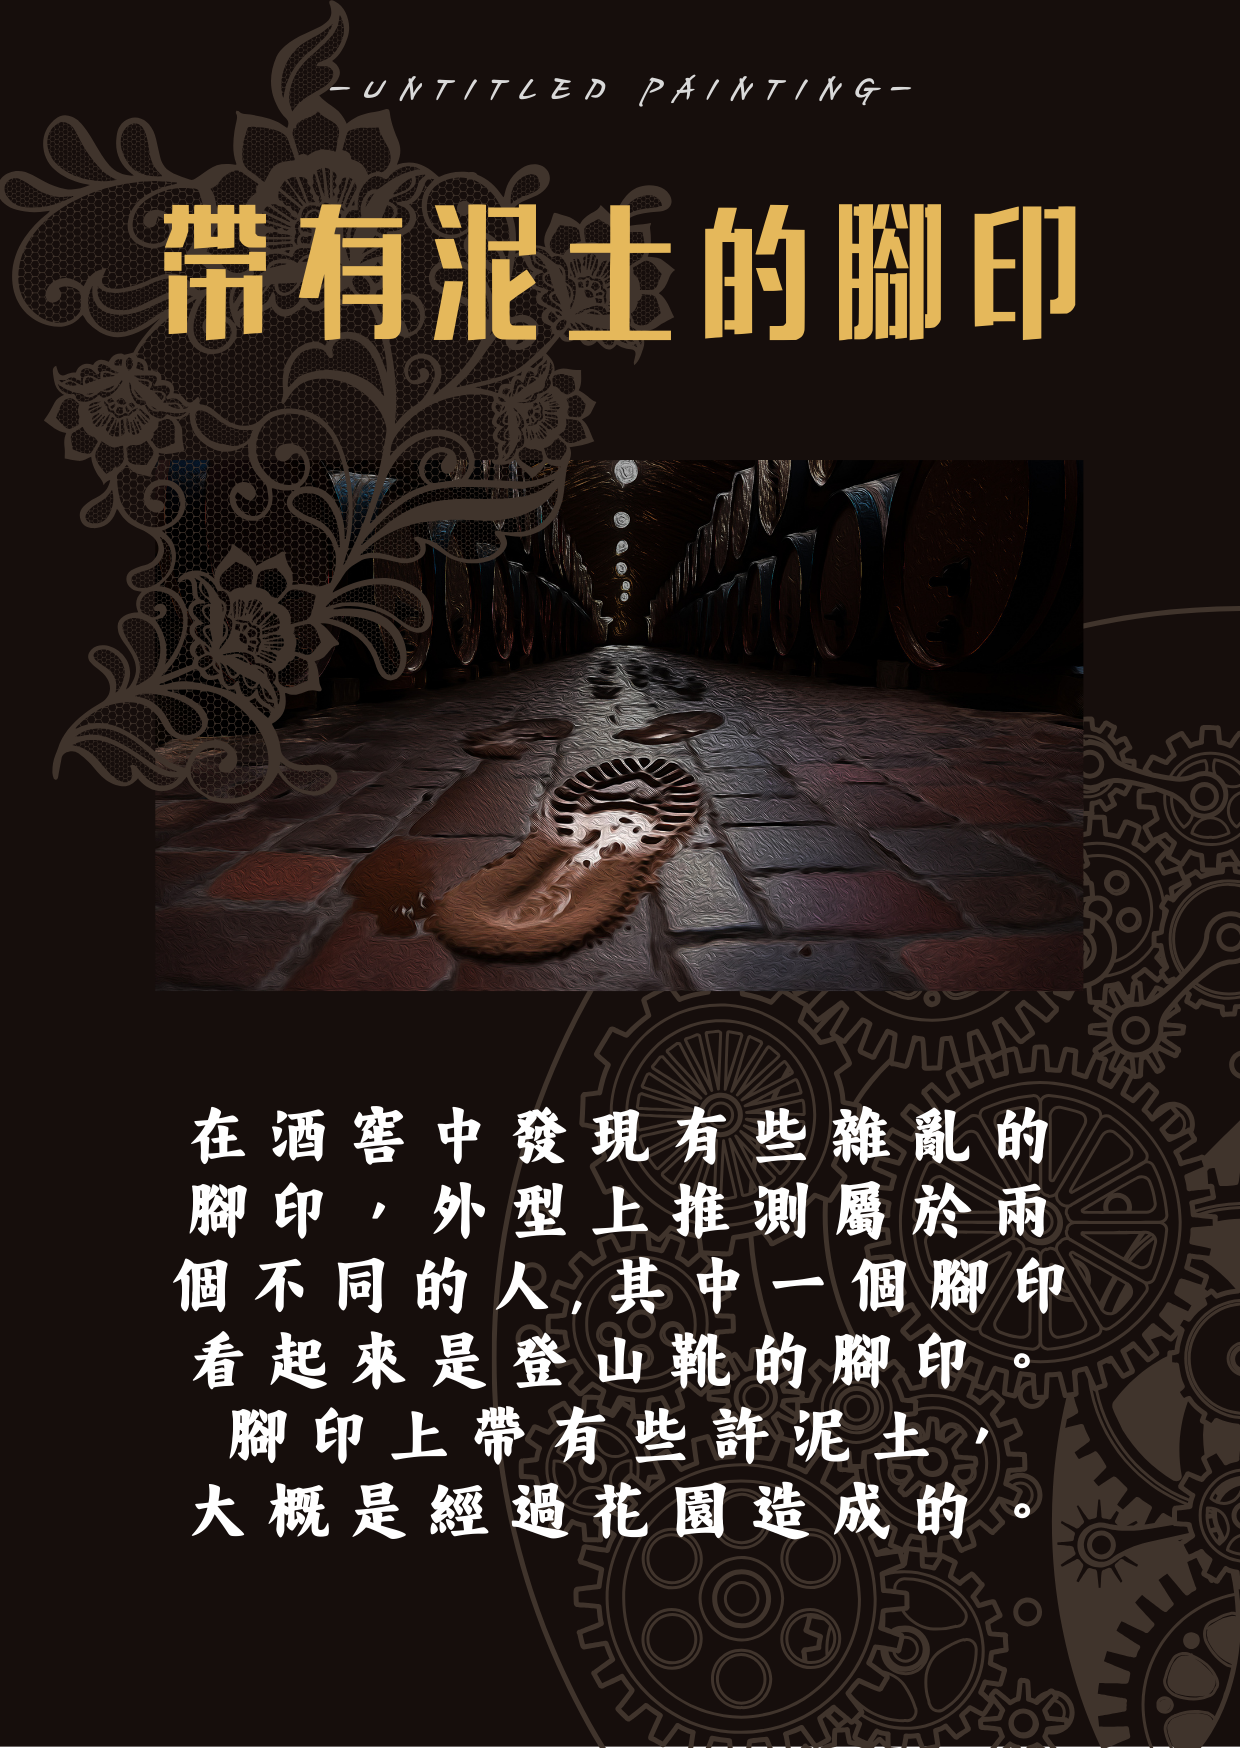 -UNTITLED PAINTING-
帶有泥土的腳印
在酒窖中發現有些雜亂的
腳印，外型上推測屬於兩
個不同的人,其中一個腳印
看起來是登山靴的腳印。
腳印上帶有些許泥土，
大概是經過花園造成的。